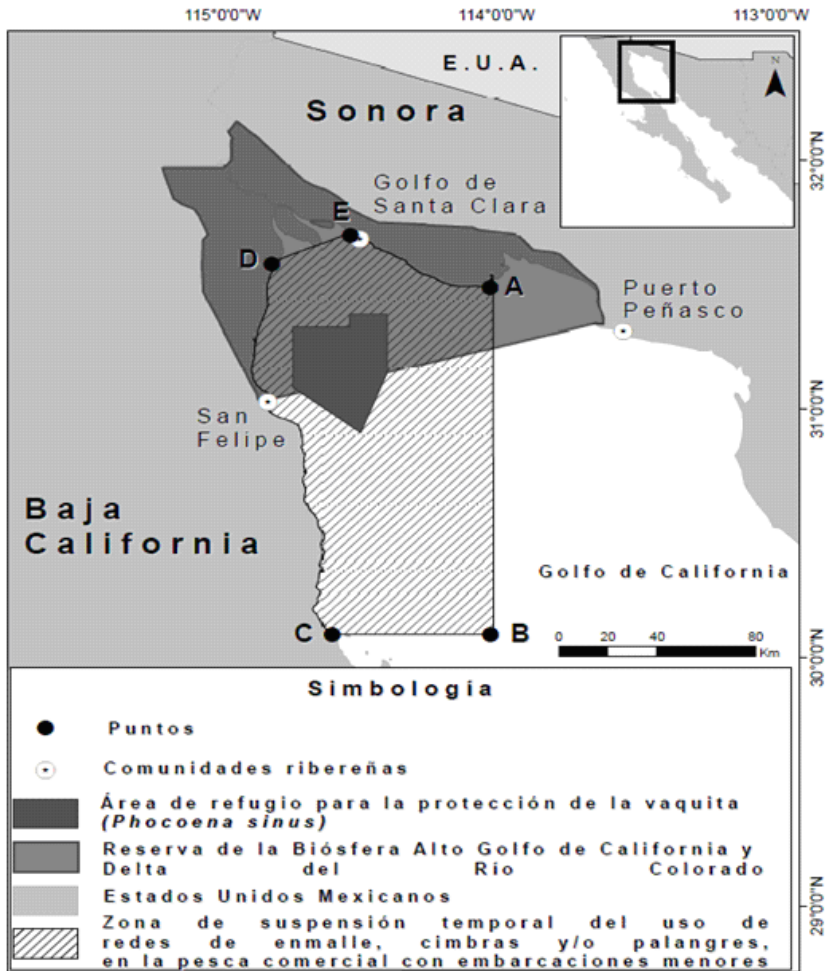 115°0'0"W 114°0'0"W 113°0'0"W
E.U.A.
N
Sonora
32°0'0"N
Golfo de
Santa Clara
E
D
A
Puerto
Peñasco
31°0'0"N
San
Felipe
Baja
California
Golfo de California
C
B
0 20 40 80
Km
30°0'0"N
Simbologia
Puntos
Comunidades ribereñas
Área de refugio para la protección de la vaquita
(Phocoena sinus)
Reserva de la Biósfera Alto Golfo de California y
Delta del Río Colorado
Estados Unidos Mexicanos
29°0'0"N
Zona de suspensión temporal del uso de
redes de enmalle, cimbras y/o palangres,
en la pesca comercial con embarcaciones menores